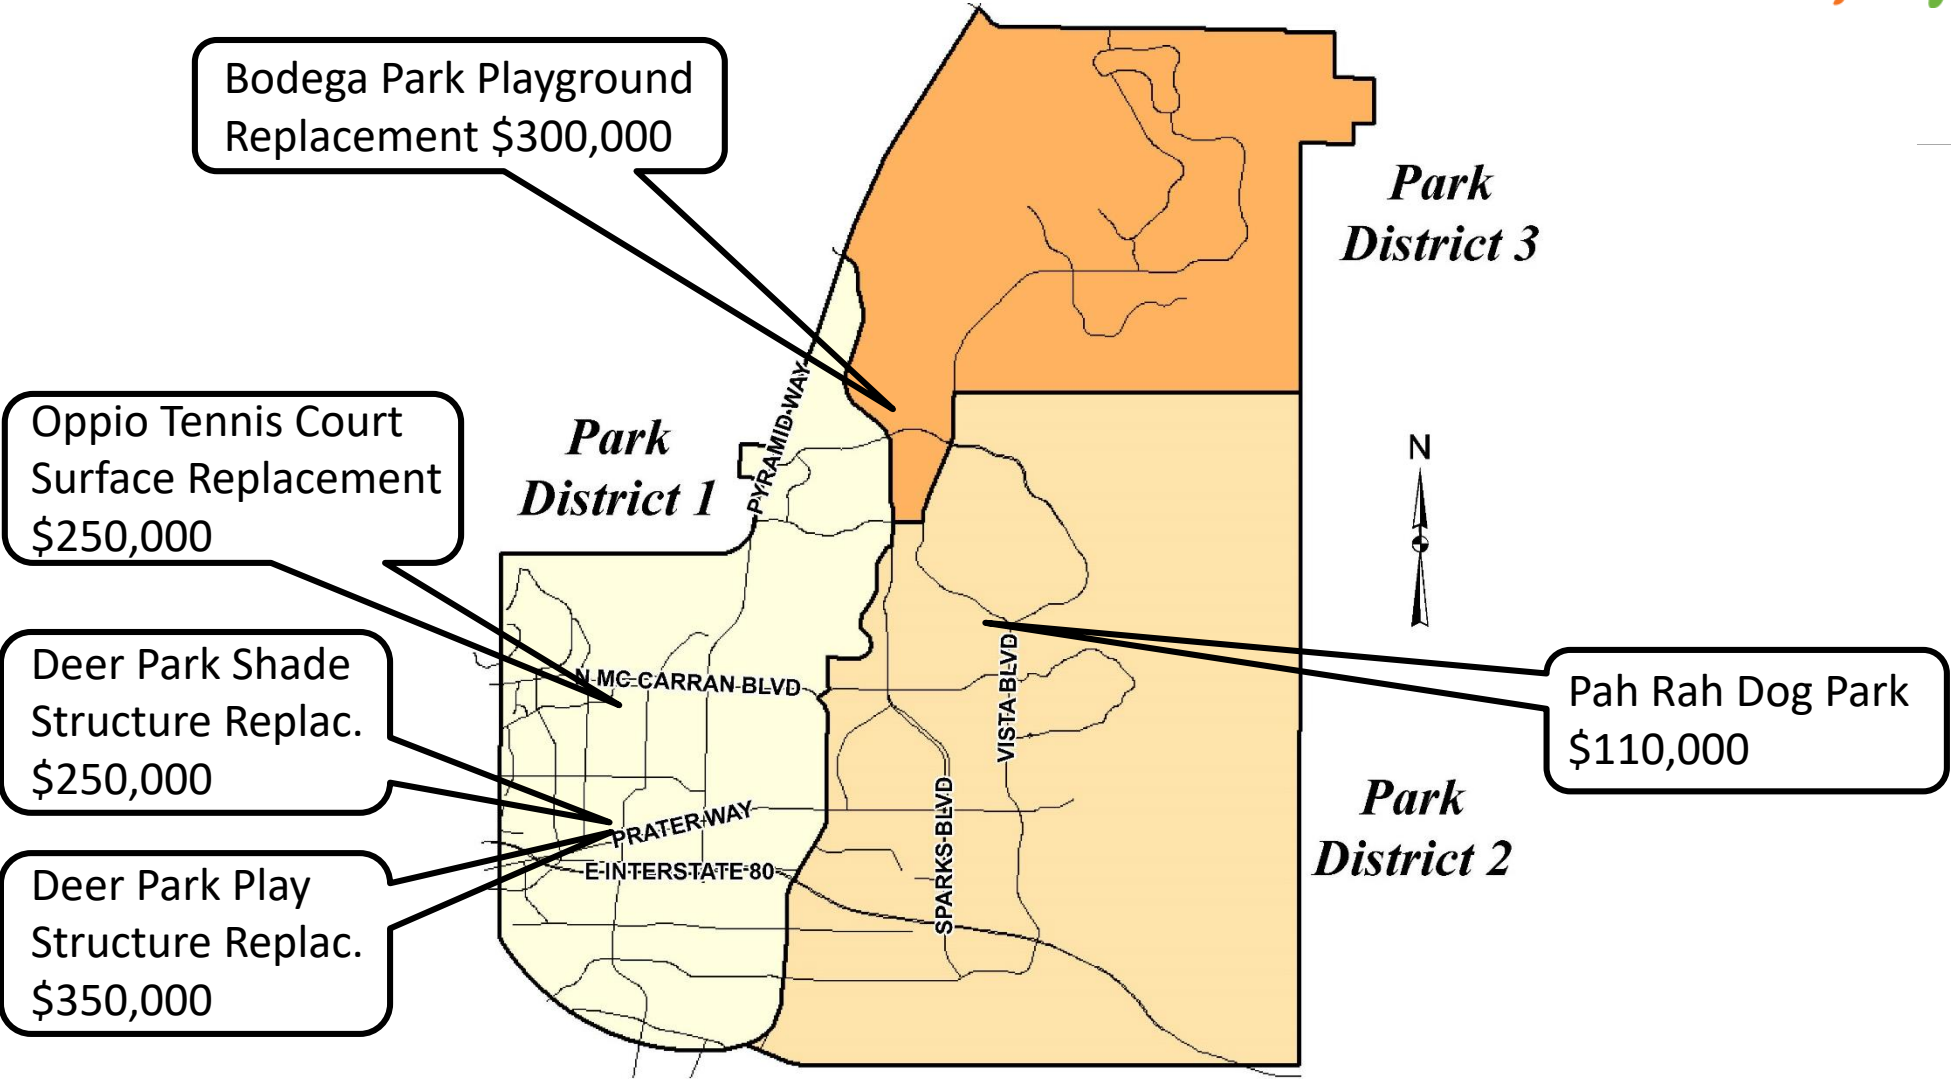 Bodega Park Playground
Replacement $300,000
Park
District 3
Oppio Tennis Court
Surface Replacement
$250,000
Park
District 1
PYRAMID WAY
N
Deer Park Shade
Structure Replac.
$250,000
N MC CARRAN BLVD
VISTA BLVD
Pah Rah Dog Park
$110,000
PRATER WAY
SPARKS BLVD
Park
District 2
E INTERSTATE 80
Deer Park Play
Structure Replac.
$350,000